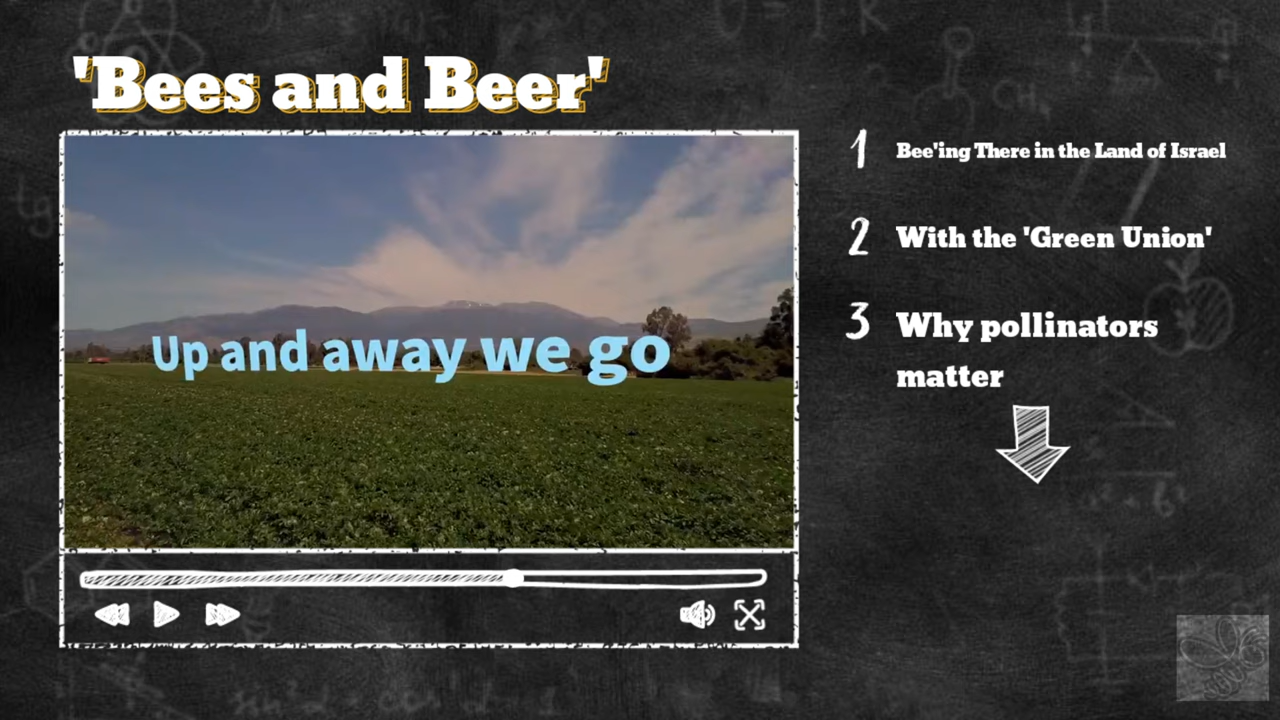 'Bees and Beer'
Up and away we go
1 Bee'ing There in the Land of Israel
2 With the 'Green Union'
3 Why pollinators
matter